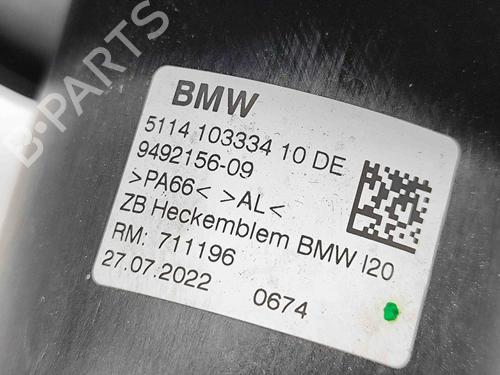 B-PARTS
BMW
5114 103334 10 DE
9492156-09
>PA66< >AL<
ZB Heckemblem BMW I20
RM: 711196
27.07.2022 0674